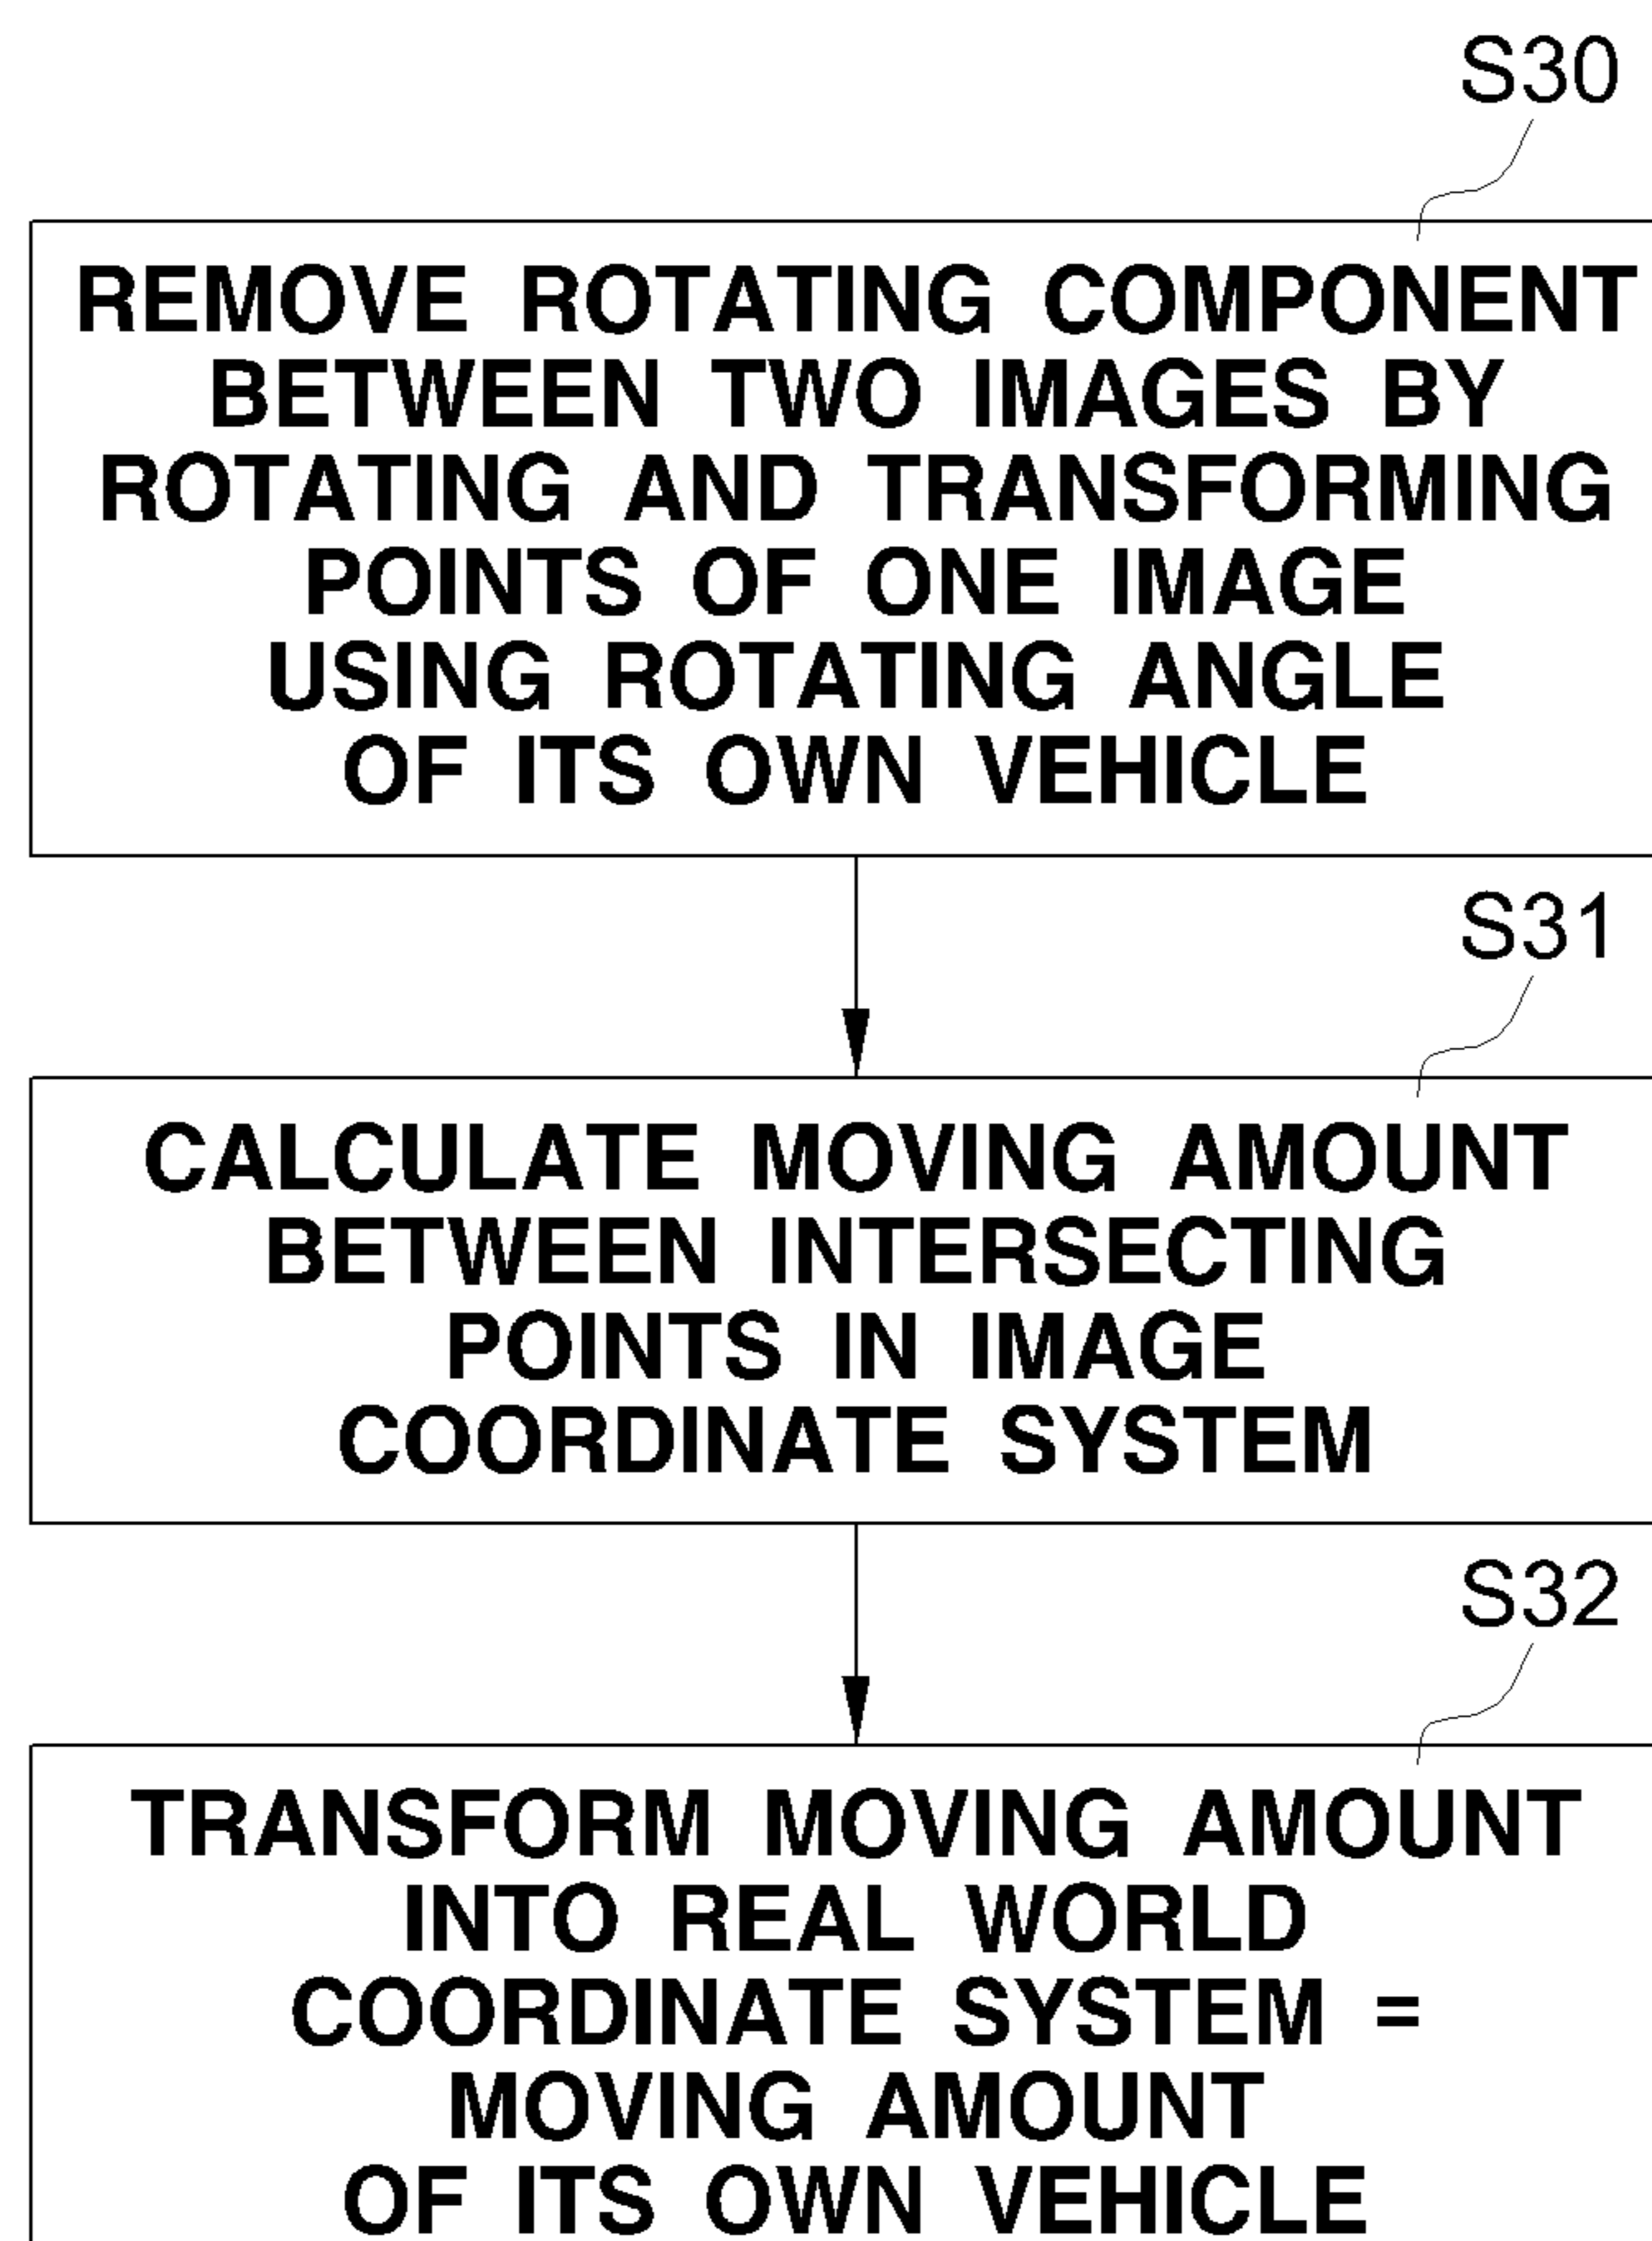 S30
REMOVE ROTATING COMPONENT
BETWEEN TWO IMAGES BY
ROTATING AND TRANSFORMING
POINTS OF ONE IMAGE
USING ROTATING ANGLE
OF ITS OWN VEHICLE
S31
CALCULATE MOVING AMOUNT
BETWEEN INTERSECTING
POINTS IN IMAGE
COORDINATE SYSTEM
S32
TRANSFORM MOVING AMOUNT
INTO REAL WORLD
COORDINATE SYSTEM =
MOVING AMOUNT
OF ITS OWN VEHICLE